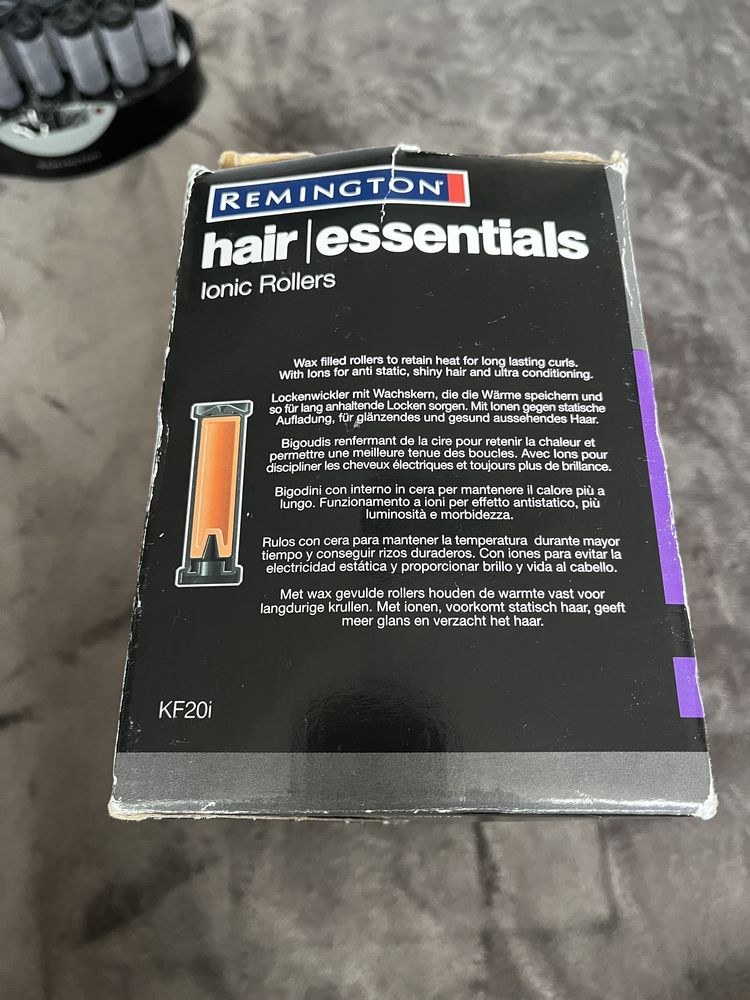 REMINGTON
hair|essentials
Ionic Rollers
Wax filled rollers to retain heat for long lasting curls.
With Ions for anti static, shiny hair and ultra conditioning.
Lockenwickler mit Wachskern, die die Wärme speichern und
so für lang anhaltende Locken sorgen. Mit Ionen gegen statische
Aufladung, für glänzendes und gesund aussehendes Haar.
Bigoudis renfermant de la cire pour retenir la chaleur et
permettre une meilleure tenue des boucles. Avec Ions pour
discipliner les cheveux électriques et toujours plus de brillance.
Bigodini con interno in cera per mantenere il calore più a
lungo. Funzionamento a ioni per effetto antistatico, più
luminosità e morbidezza.
Rulos con cera para mantener la temperatura durante mayor
tiempo y conseguir rizos duraderos. Con iones para evitar la
electricidad estática y proporcionar brillo y vida al cabello.
Met wax gevulde rollers houden de warmte vast voor
langdurige krullen. Met ionen, voorkomt statisch haar, geeft
meer glans en verzacht het haar.
KF20i